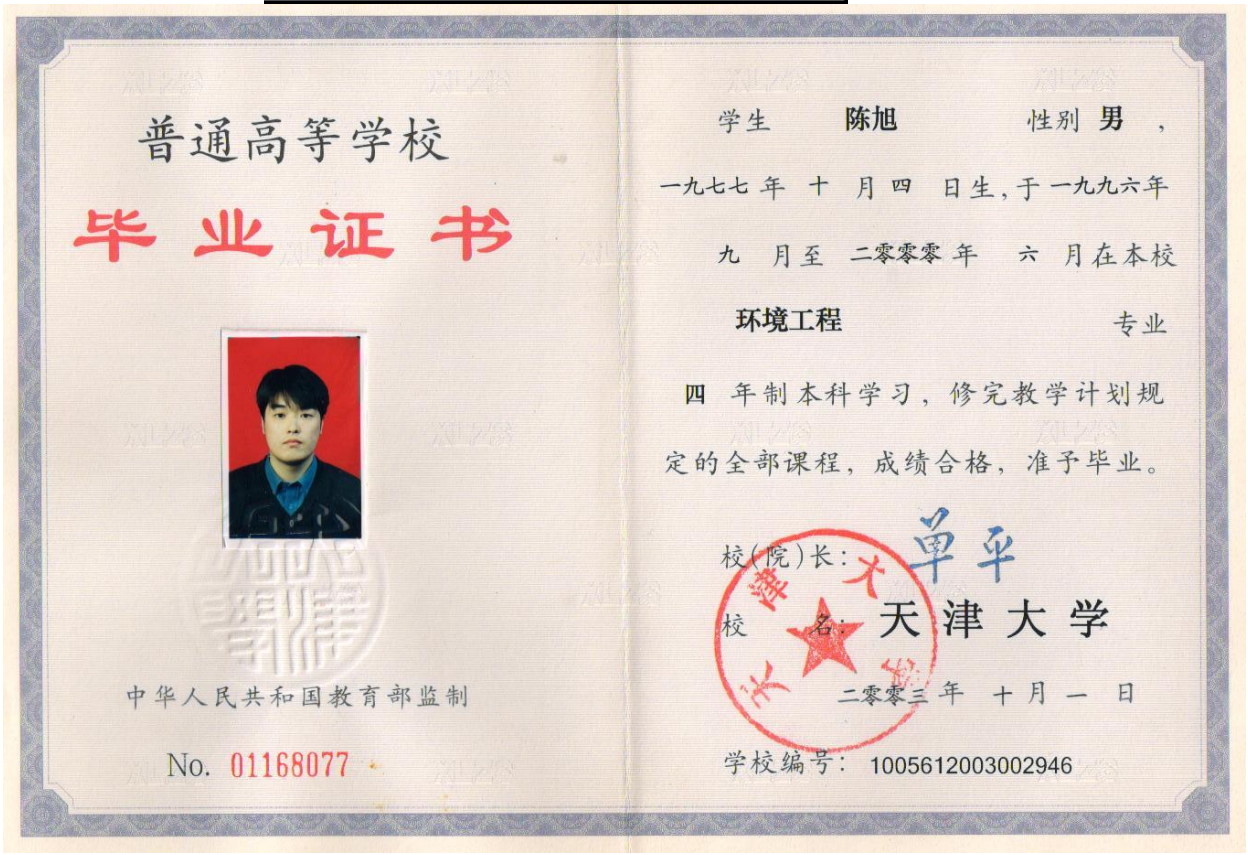 普通高等学校
毕业证书
中华人民共和国教育部监制
No. 01168077
学生 陈旭 性别 男 ,
一九七七年 十 月 四 日生,于一九九六年
九 月至 二零零零年 六 月在本校
环境工程 专业
四 年制本科学习, 修完教学计划规
定的全部课程, 成绩合格, 准予毕业。
校(院)长: 单平
校 名: 天津大学
天津大学
二零零三年 十月 一 日
学校编号: 1005612003002946